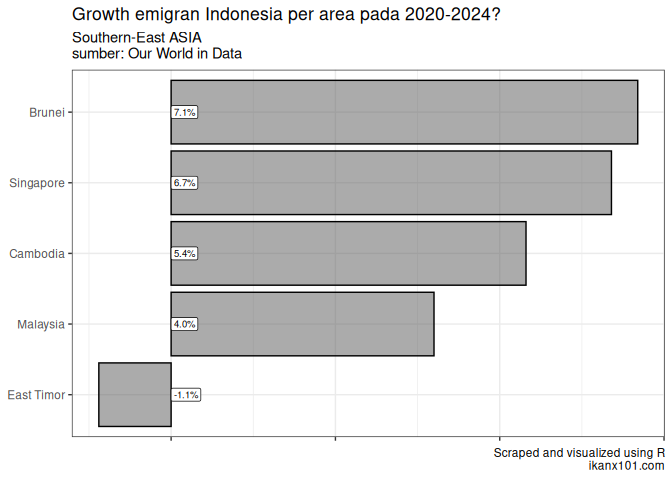 Growth emigran Indonesia per area pada 2020-2024?
Southern-East ASIA
sumber: Our World in Data
Brunei
7.1%
Singapore
6.7%
Cambodia
5.4%
Malaysia
4.0%
East Timor
-1.1%
Scraped and visualized using R
ikanx101.com